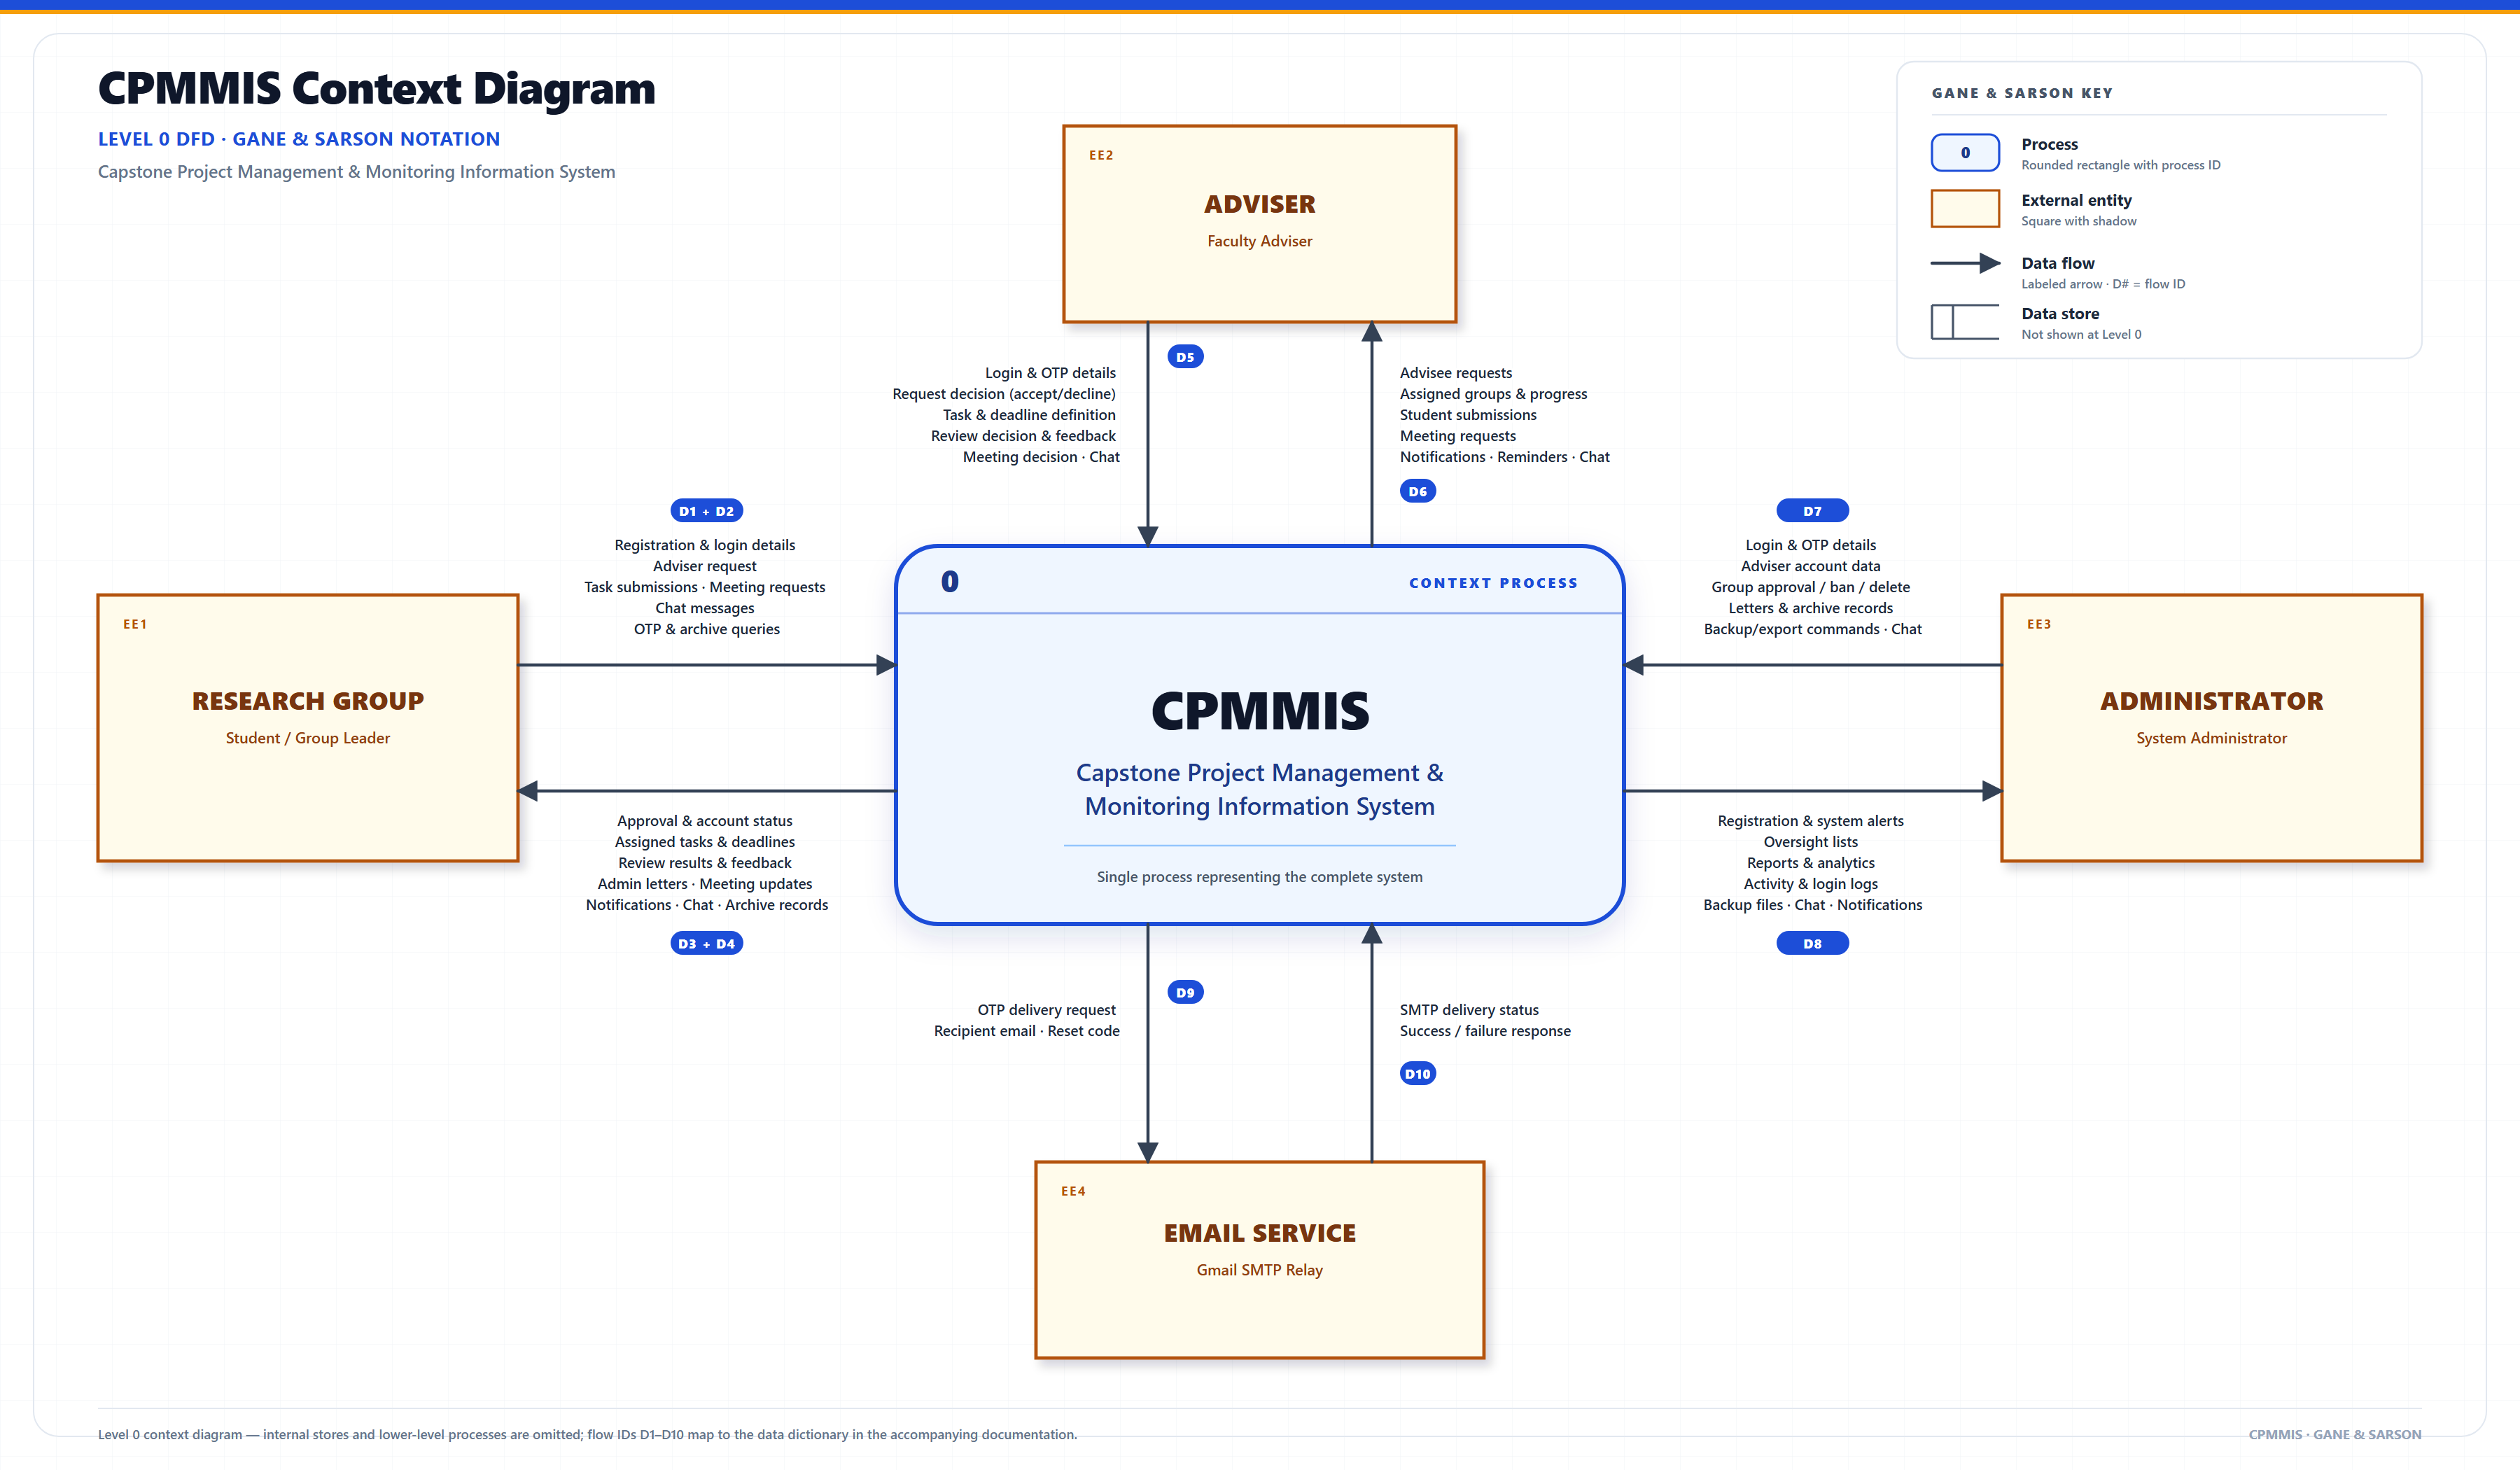 CPMMIS Context Diagram
LEVEL 0 DFD · GANE & SARSON NOTATION
Capstone Project Management & Monitoring Information System
GANE & SARSON KEY
0
Process
Rounded rectangle with process ID
External entity
Square with shadow
Data flow
Labeled arrow · D# = flow ID
Data store
Not shown at Level 0
EE2
ADVISER
Faculty Adviser
D5
Login & OTP details
Request decision (accept/decline)
Task & deadline definition
Review decision & feedback
Meeting decision · Chat
Advisee requests
Assigned groups & progress
Student submissions
Meeting requests
Notifications · Reminders · Chat
D6
D1 + D2
Registration & login details
Adviser request
Task submissions · Meeting requests
Chat messages
OTP & archive queries
D7
Login & OTP details
Adviser account data
Group approval / ban / delete
Letters & archive records
Backup/export commands · Chat
EE1
RESEARCH GROUP
Student / Group Leader
0
CONTEXT PROCESS
CPMMIS
Capstone Project Management &
Monitoring Information System
Single process representing the complete system
EE3
ADMINISTRATOR
System Administrator
Approval & account status
Assigned tasks & deadlines
Review results & feedback
Admin letters · Meeting updates
Notifications · Chat · Archive records
D3 + D4
Registration & system alerts
Oversight lists
Reports & analytics
Activity & login logs
Backup files · Chat · Notifications
D8
D9
OTP delivery request
Recipient email · Reset code
SMTP delivery status
Success / failure response
D10
EE4
EMAIL SERVICE
Gmail SMTP Relay
Level 0 context diagram — internal stores and lower-level processes are omitted; flow IDs D1–D10 map to the data dictionary in the accompanying documentation.
CPMMIS · GANE & SARSON